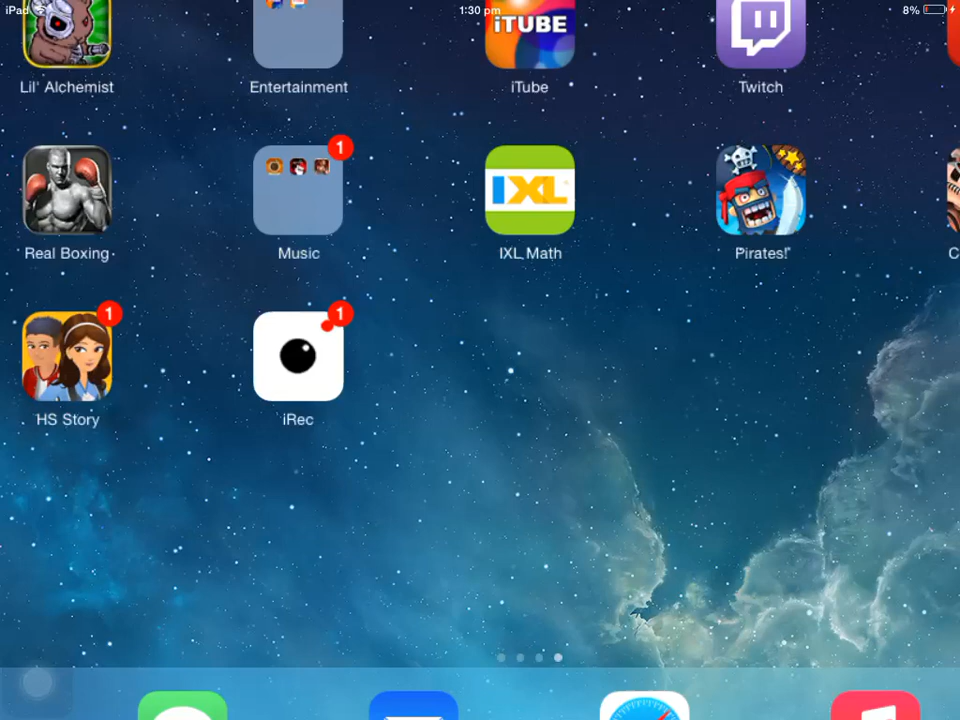 iPad 1:30 pm 8%
iTUBE
Lil' Alchemist Entertainment iTube Twitch
1
IXL
Real Boxing Music IXL Math Pirates!" C
1 1
HS Story iRec